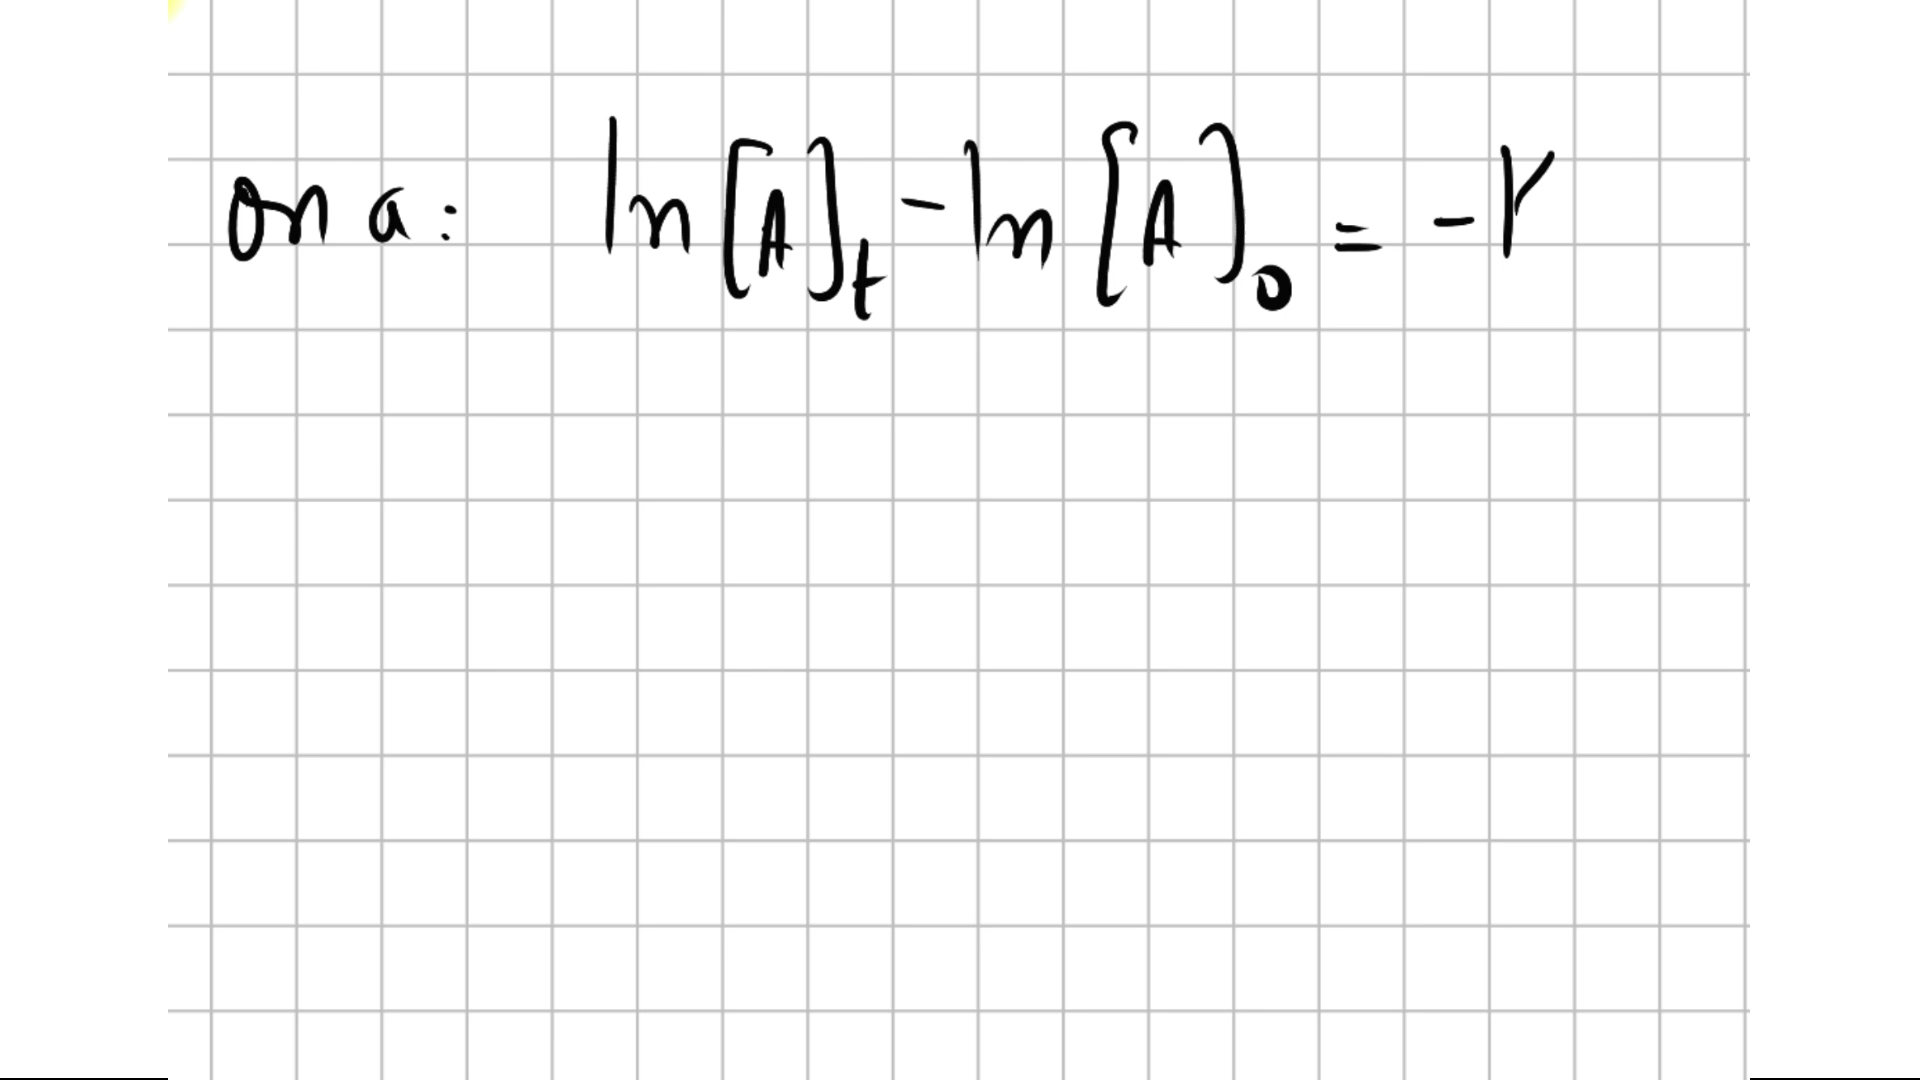 on a: ln[A]t - ln[A]0 = -